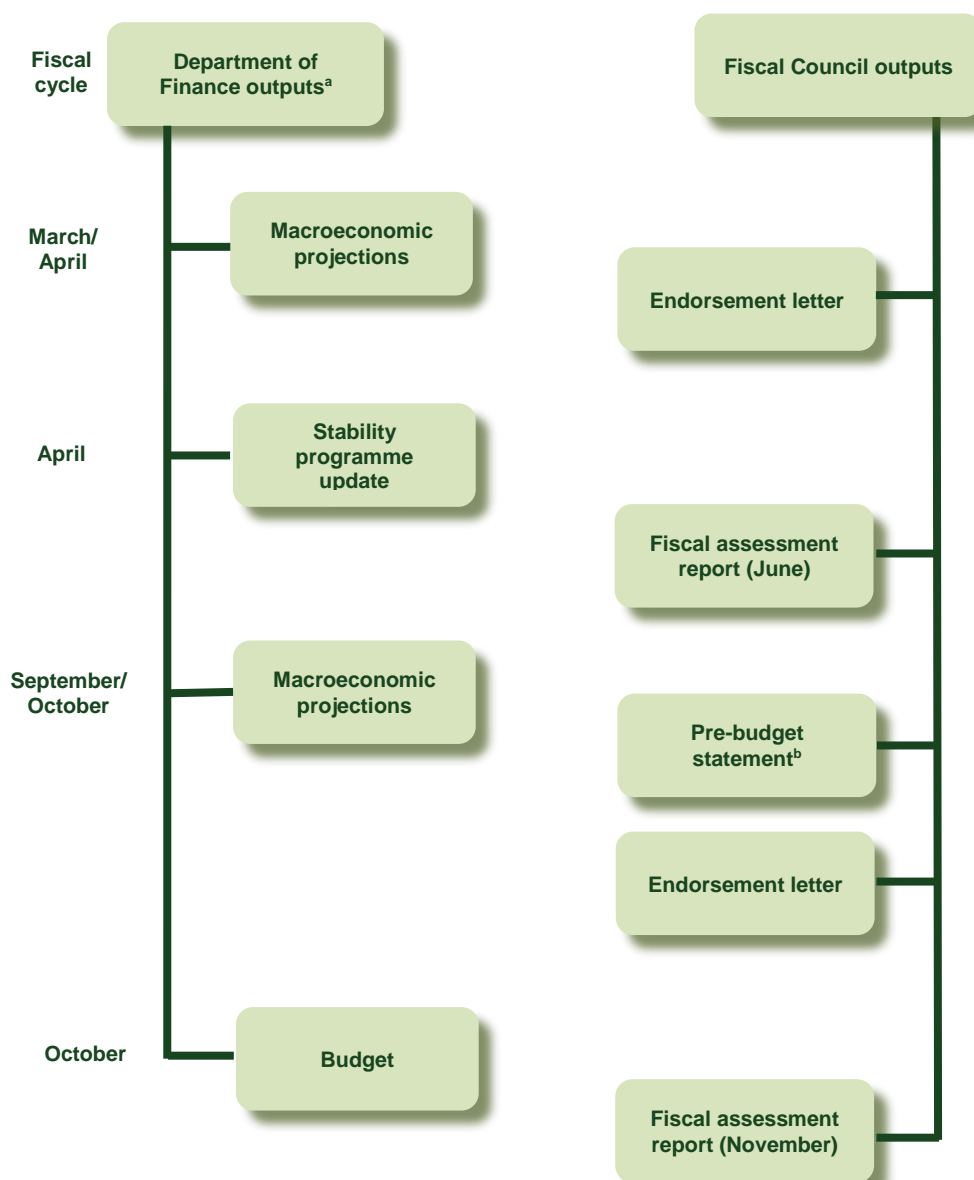 Fiscal
cycle
Department of
Finance outputsᵃ
Fiscal Council outputs
March/
April
Macroeconomic
projections
Endorsement letter
April
Stability
programme
update
Fiscal assessment
report (June)
September/
October
Macroeconomic
projections
Pre-budget
statementᵇ
Endorsement letter
October
Budget
Fiscal assessment
report (November)